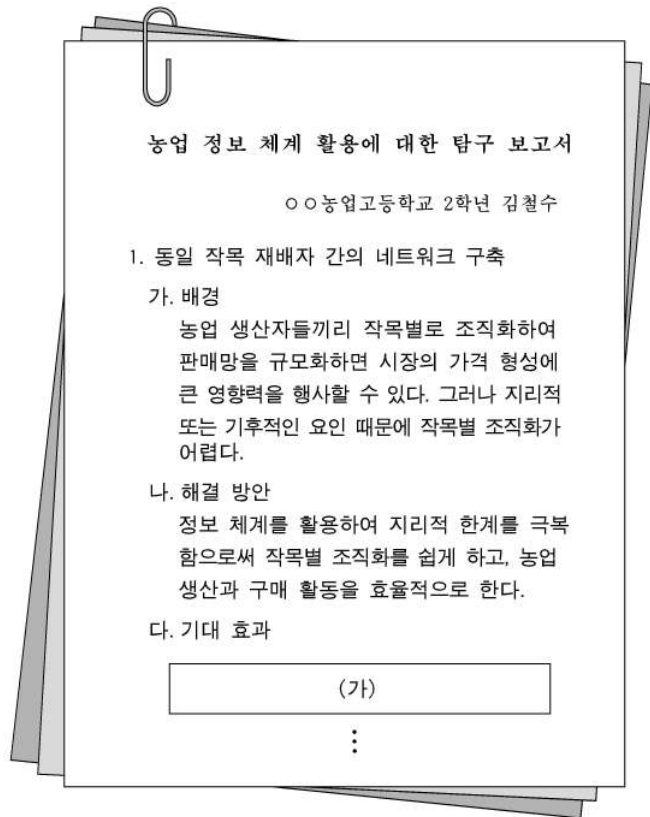 농업 정보 체계 활용에 대한 탐구 보고서
○○농업고등학교 2학년 김철수
1. 동일 작목 재배자 간의 네트워크 구축
가. 배경
농업 생산자들끼리 작목별로 조직화하여
판매망을 규모화하면 시장의 가격 형성에
큰 영향력을 행사할 수 있다. 그러나 지리적
또는 기후적인 요인 때문에 작목별 조직화가
어렵다.
나. 해결 방안
정보 체계를 활용하여 지리적 한계를 극복
함으로써 작목별 조직화를 쉽게 하고, 농업
생산과 구매 활동을 효율적으로 한다.
다. 기대 효과
(가)
⋮